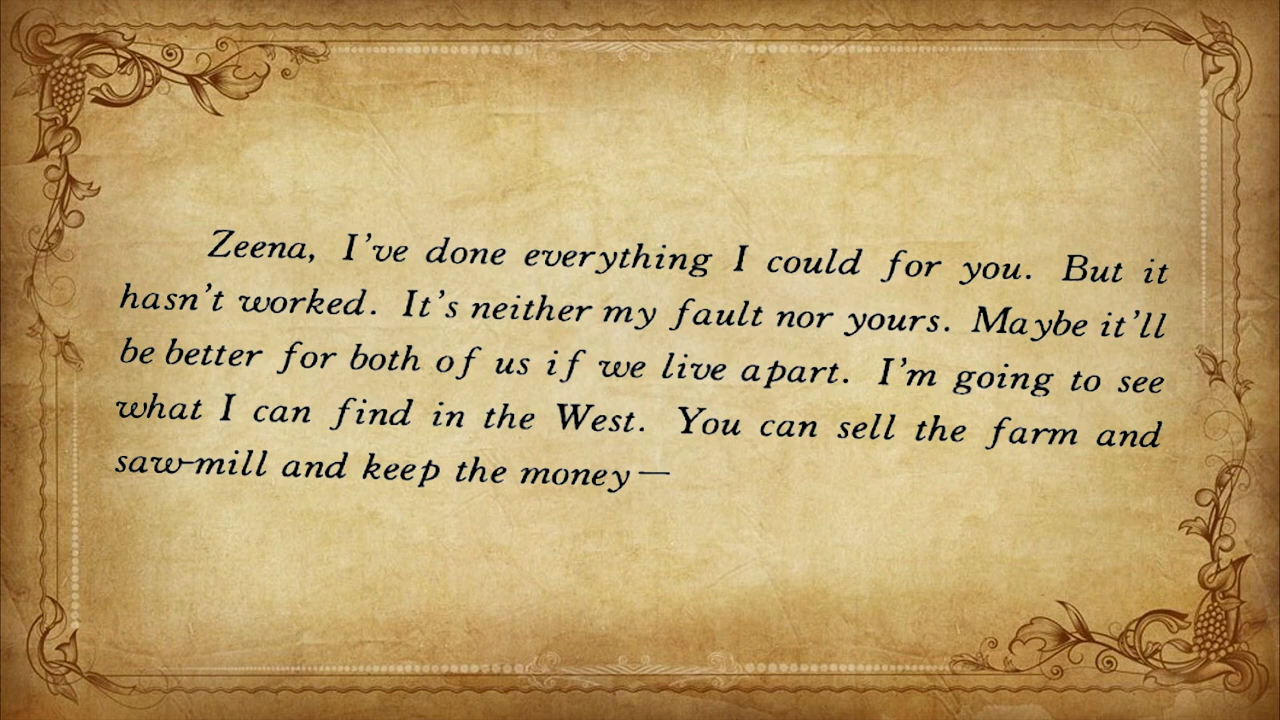 Zeena, I've done everything I could for you. But it
hasn't worked. It's neither my fault nor yours. Maybe it'll
be better for both of us if we live apart. I'm going to see
what I can find in the West. You can sell the farm and
saw-mill and keep the money—